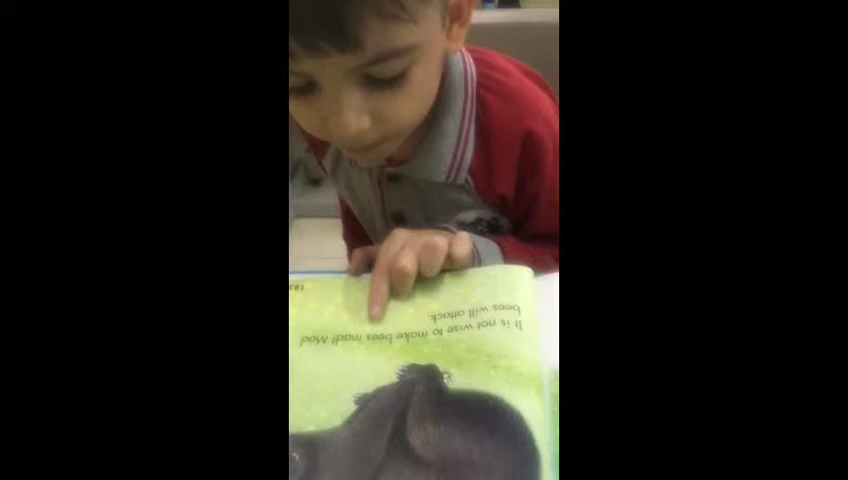 It is not wise to make bees mad! Mad
bees will attack.